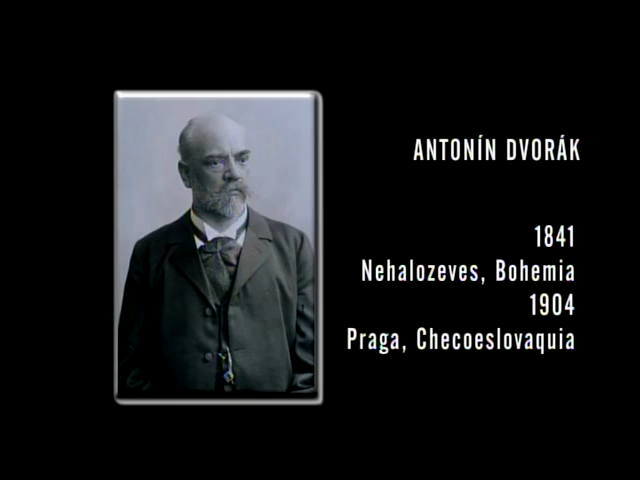 ANTONÍN DVORÁK
1841
Nehalozeves, Bohemia
1904
Praga, Checoeslovaquia